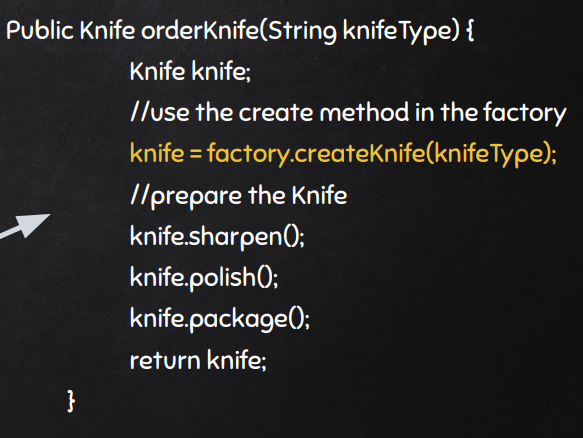 Public Knife orderKnife(String knifeType) {
Knife knife;
//use the create method in the factory
knife = factory.createKnife(knifeType);
//prepare the Knife
knife.sharpen();
knife.polish();
knife.package();
return knife;
}